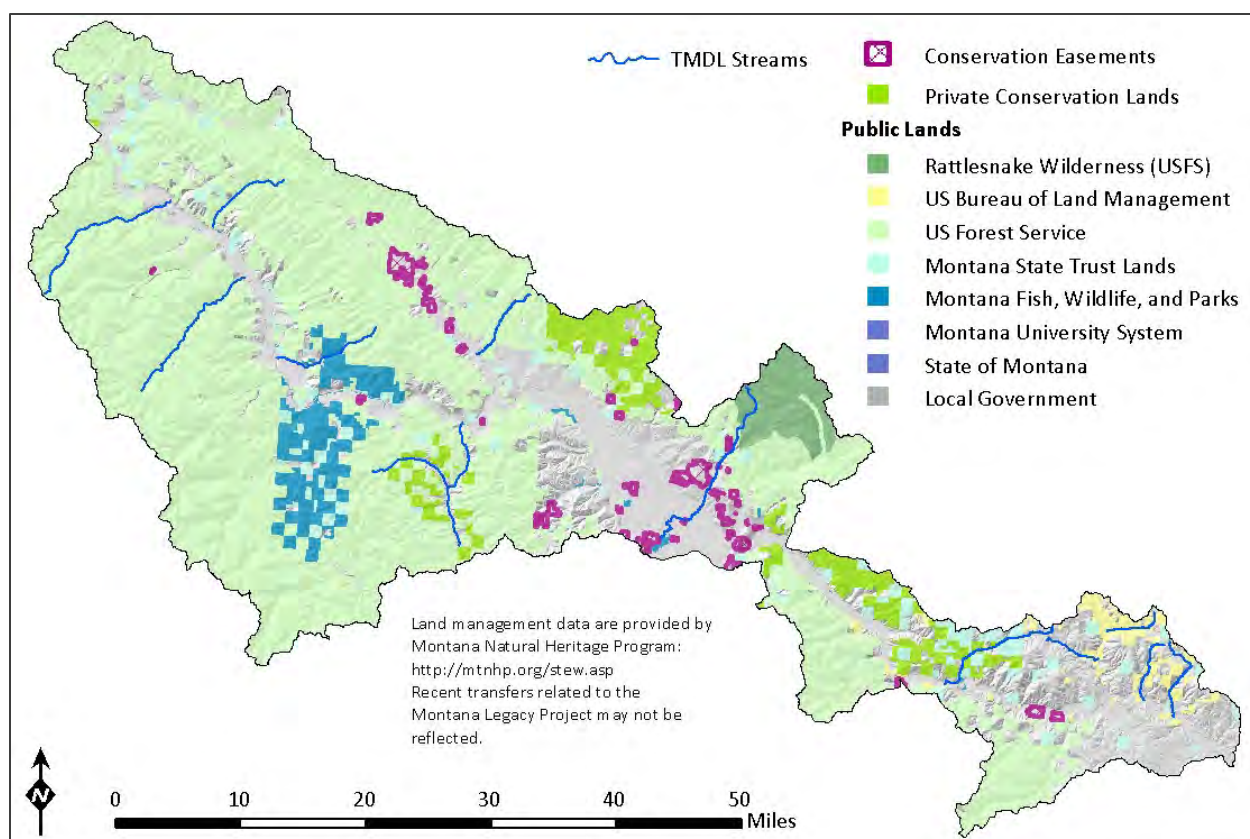 TMDL Streams
Conservation Easements
Private Conservation Lands
Public Lands
Rattlesnake Wilderness (USFS)
US Bureau of Land Management
US Forest Service
Montana State Trust Lands
Montana Fish, Wildlife, and Parks
Montana University System
State of Montana
Local Government
Land management data are provided by
Montana Natural Heritage Program:
http://mtnhp.org/stew.asp
Recent transfers related to the
Montana Legacy Project may not be
reflected.
N
0 10 20 30 40 50
Miles